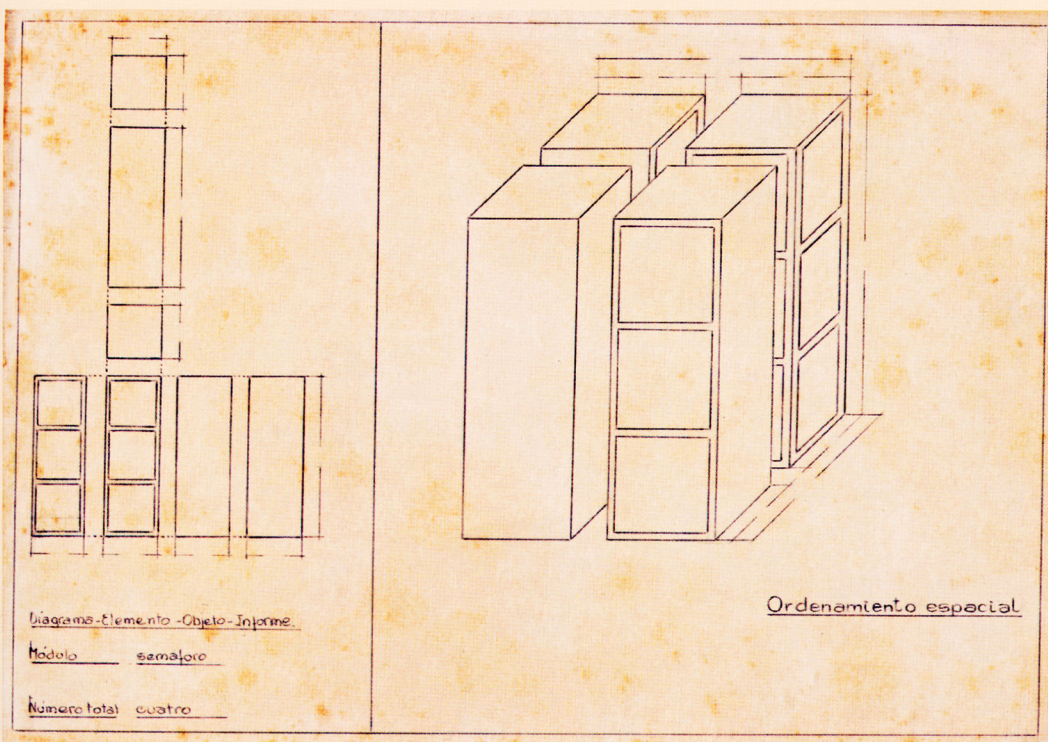 Diagrama-Elemento-Objeto-Informe.
Módulo semaforo
Número total cuatro
Ordenamiento espacial